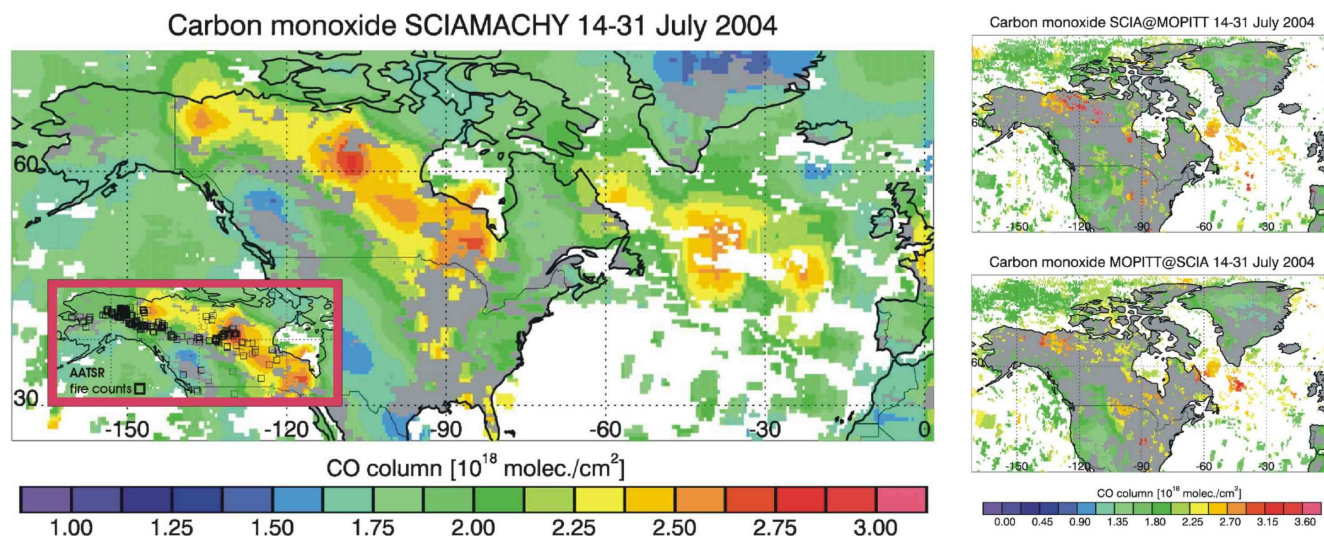 Carbon monoxide SCIAMACHY 14-31 July 2004
60
30
-150 -120 -90 -60 -30 0
AATSR
fire counts
CO column [10¹⁸ molec./cm²]
1.00 1.25 1.50 1.75 2.00 2.25 2.50 2.75 3.00
Carbon monoxide SCIA@MOPITT 14-31 July 2004
60
-150 -120 -90 -60 -30
Carbon monoxide MOPITT@SCIA 14-31 July 2004
60
-150 -120 -90 -60 -30
CO column [10¹⁸ molec./cm²]
0.00 0.45 0.90 1.35 1.80 2.25 2.70 3.15 3.60